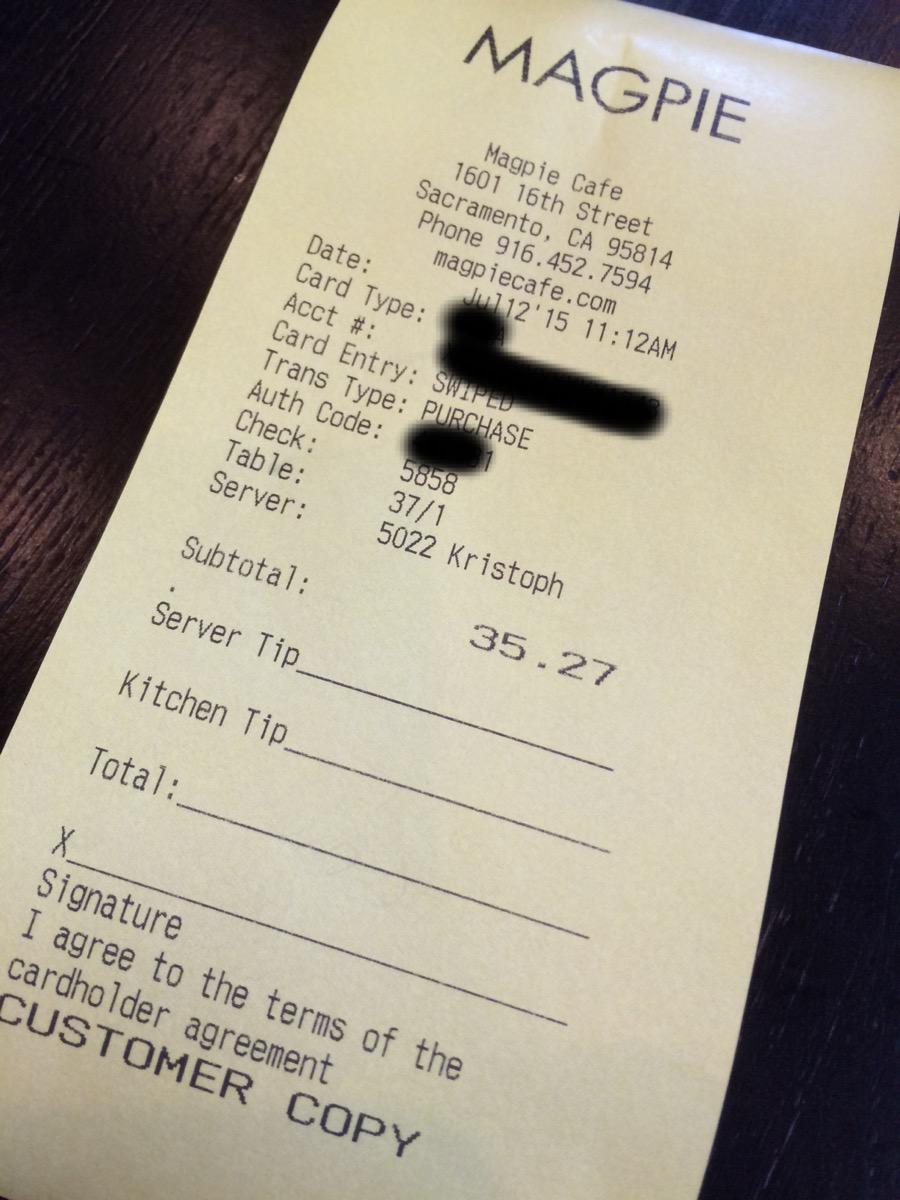 MAGPIE
Magpie Cafe
1601 16th Street
Sacramento, CA 95814
Phone 916.452.7594
magpiecafe.com
Date: Jul12'15 11:12AM
Card Type:
Acct #:
Card Entry: SWIPED
Trans Type: PURCHASE
Auth Code:
Check: 5858
Table: 37/1
Server: 5022 Kristoph
Subtotal: 35.27
.
Server Tip
Kitchen Tip
Total:
X
Signature
I agree to the terms of the
cardholder agreement
CUSTOMER COPY